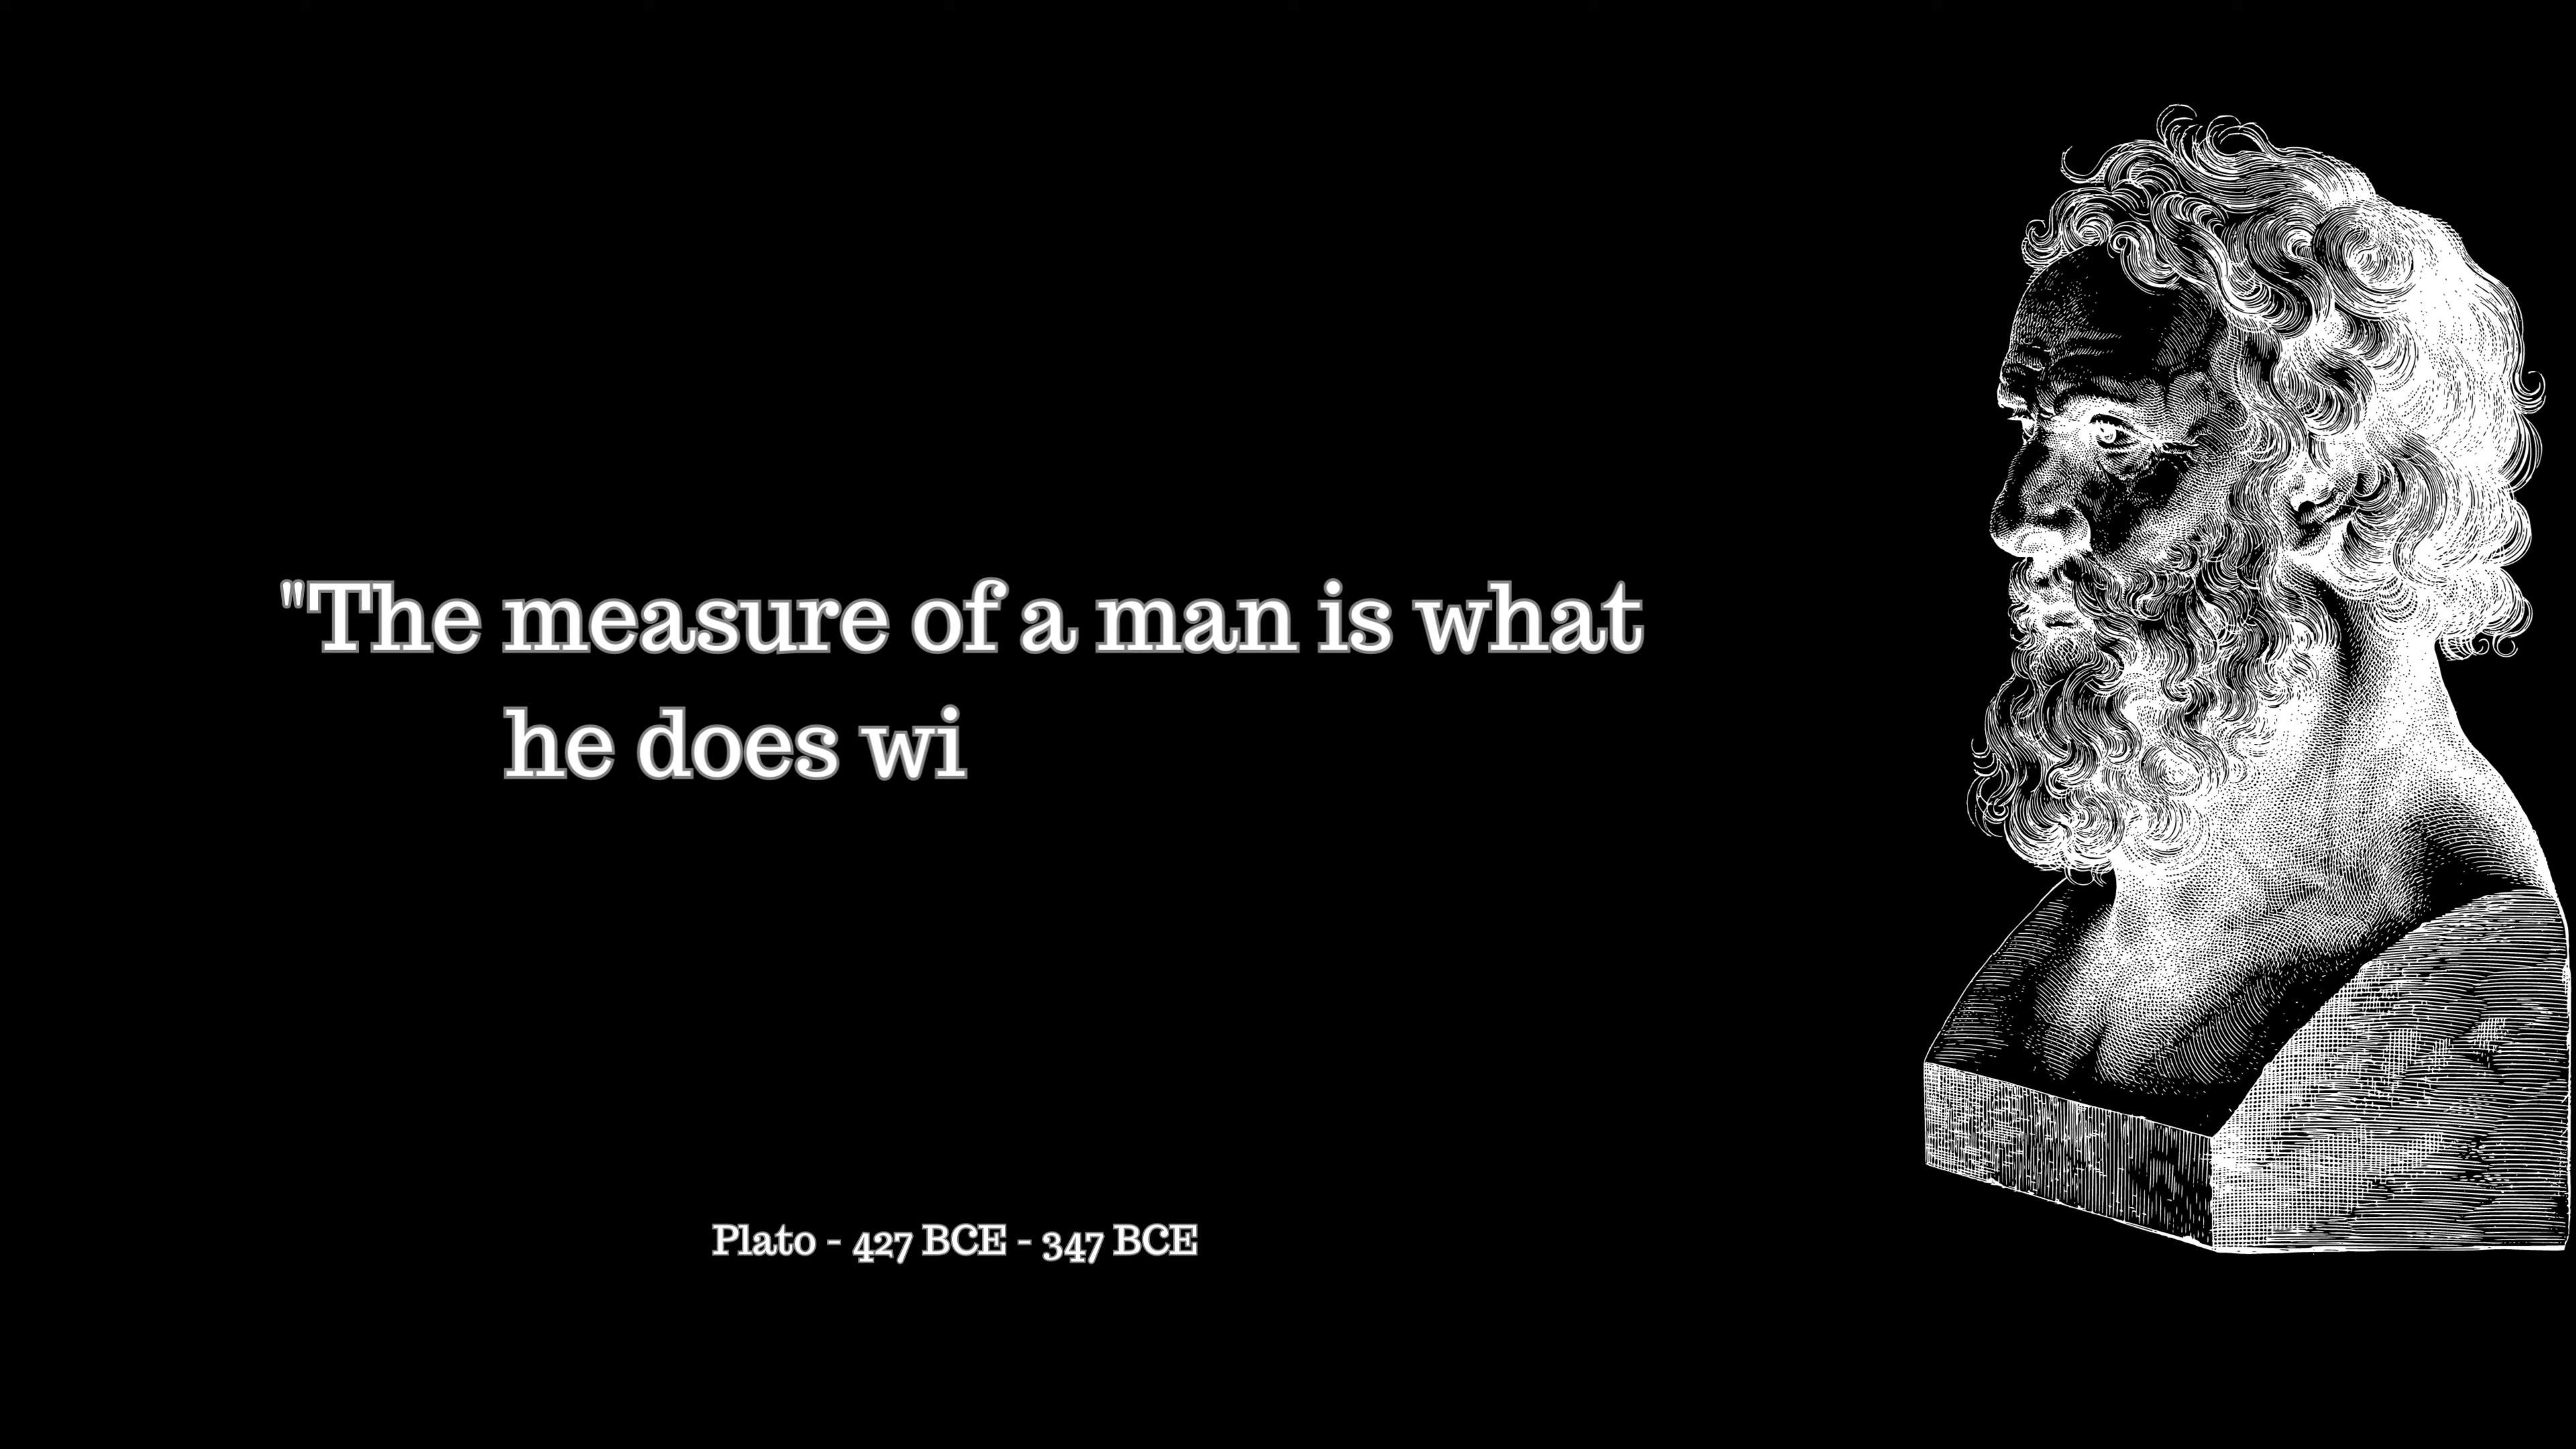 "The measure of a man is what
he does wi
Plato - 427 BCE - 347 BCE